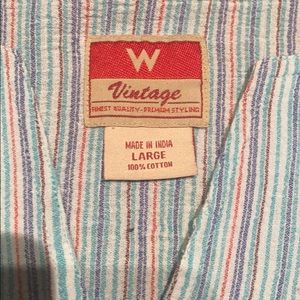 W
Vintage
FINEST QUALITY-PREMIUM STYLING
MADE IN INDIA
LARGE
100% COTTON